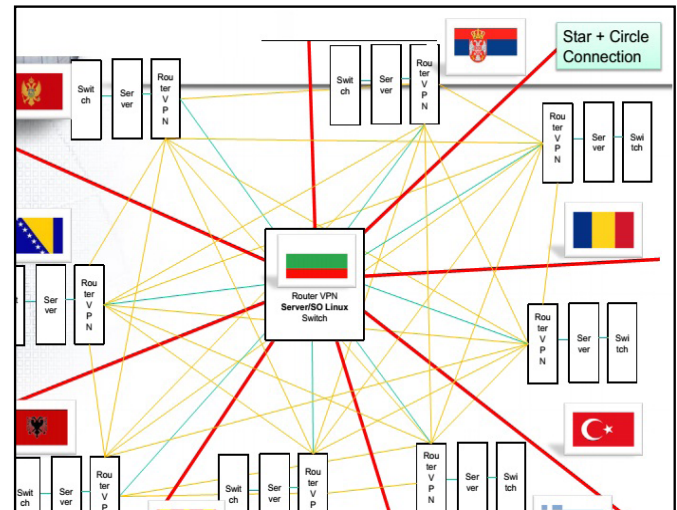 Star + Circle
Connection
Swit
ch
Ser
ver
Rou
ter
V
P
N
Swit
ch
Ser
ver
Rou
ter
V
P
N
Rou
ter
V
P
N
Ser
ver
Swi
tch
Router VPN
Server/SO Linux
Switch
t
Ser
ver
Rou
ter
V
P
N
Rou
ter
V
P
N
Ser
ver
Swi
tch
Swit
ch
Ser
ver
Rou
ter
V
P
N
Swit
ch
Ser
ver
Rou
ter
V
P
Rou
ter
V
P
N
Ser
ver
Swi
tch